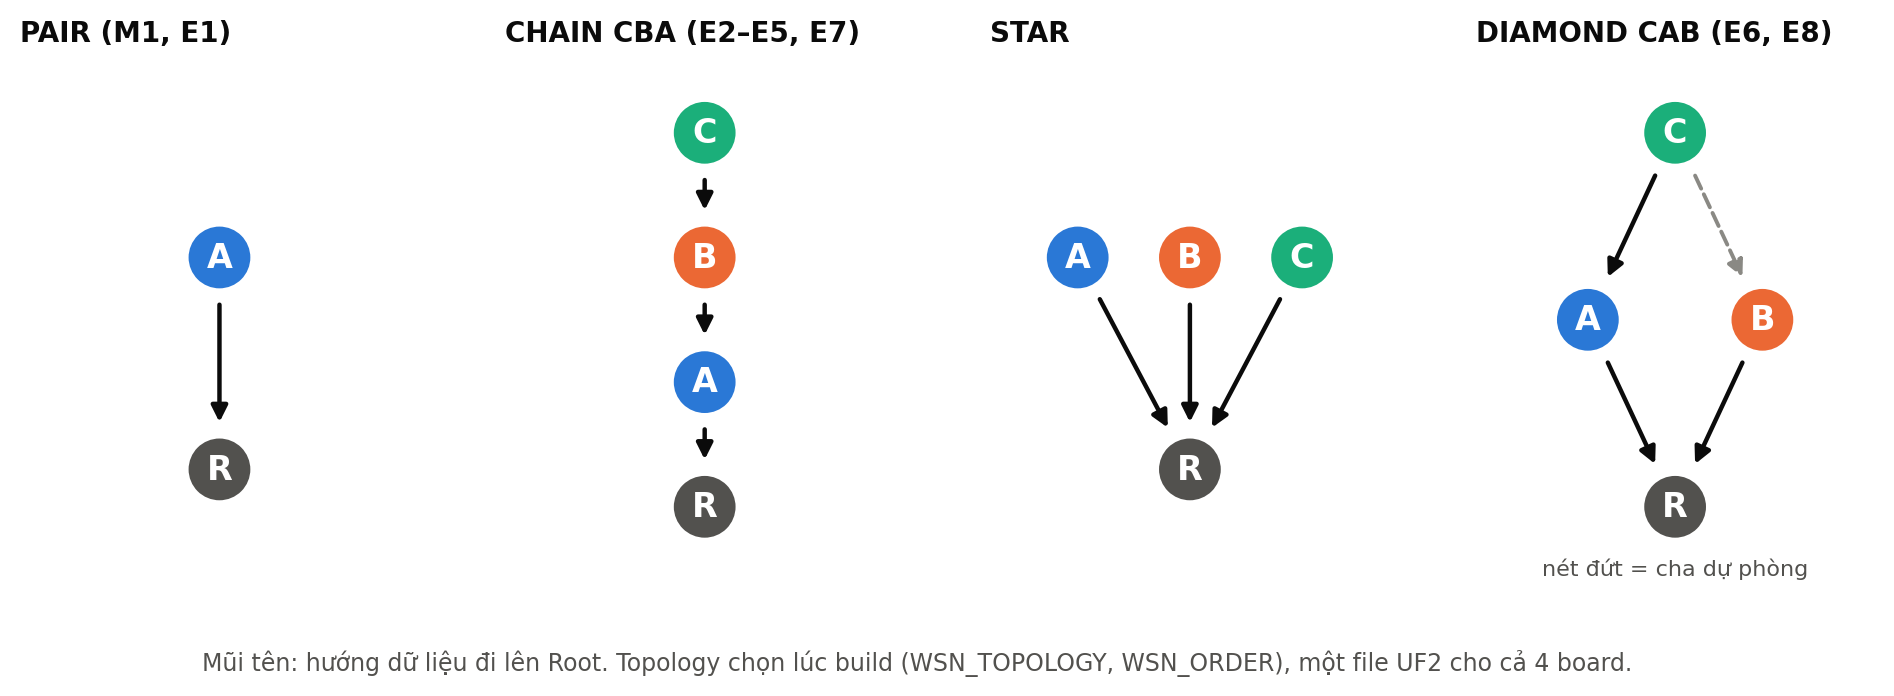 PAIR (M1, E1)
A
R
CHAIN CBA (E2–E5, E7)
C
B
A
R
STAR
A B C
R
DIAMOND CAB (E6, E8)
C
A B
R
nét đứt = cha dự phòng
Mũi tên: hướng dữ liệu đi lên Root. Topology chọn lúc build (WSN_TOPOLOGY, WSN_ORDER), một file UF2 cho cả 4 board.